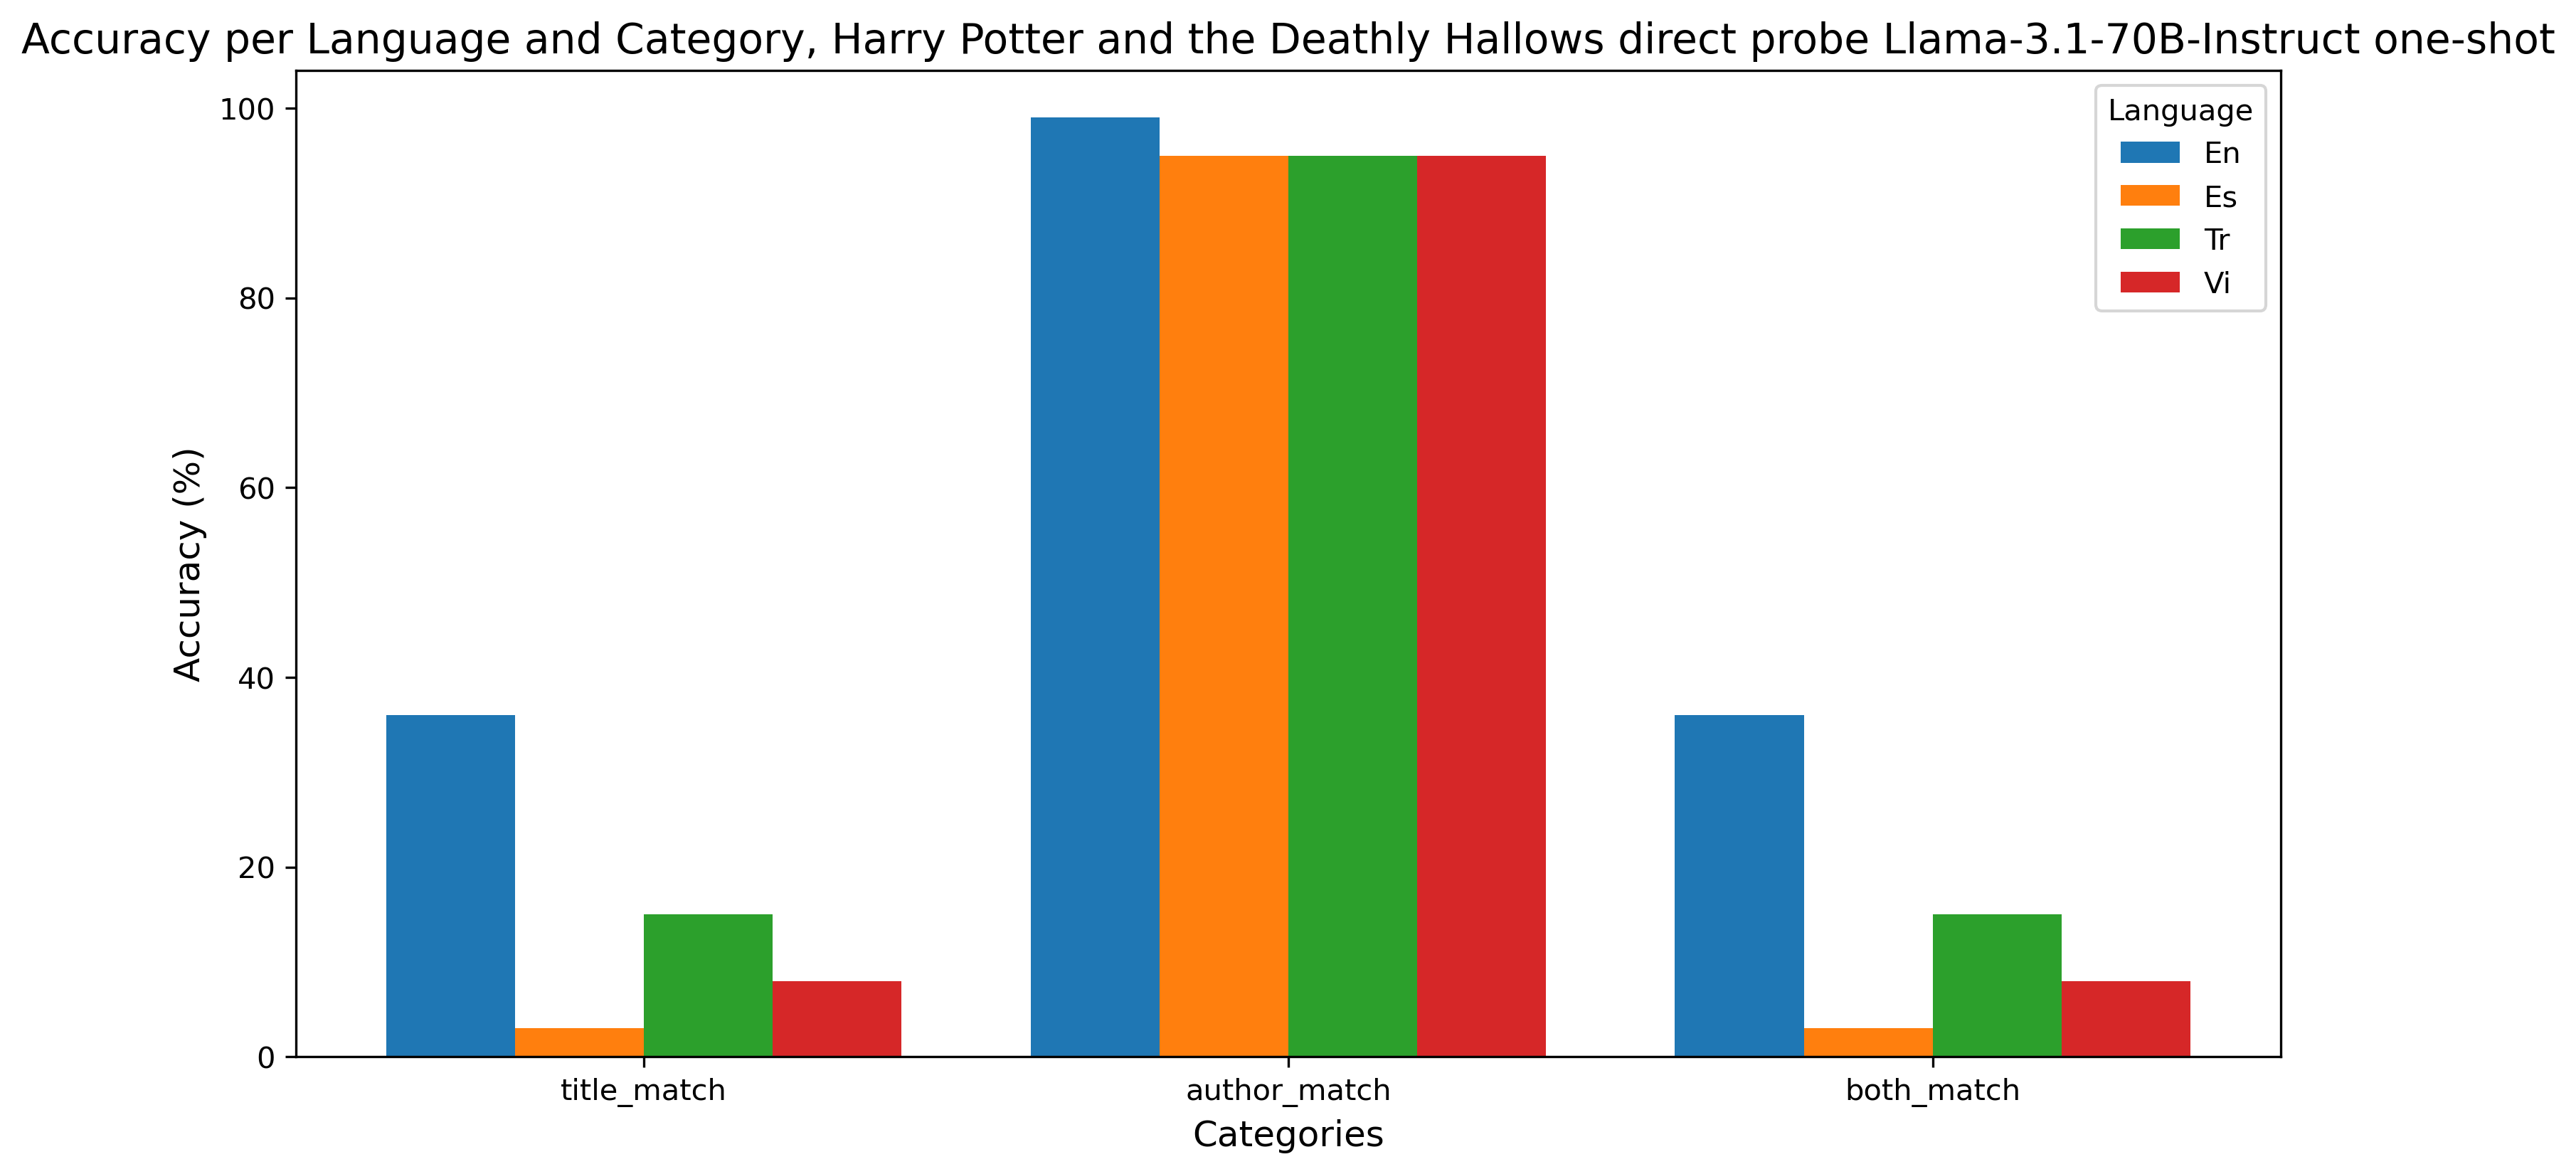 Accuracy per Language and Category, Harry Potter and the Deathly Hallows direct probe Llama-3.1-70B-Instruct one-shot
Language
En
Es
Tr
Vi
Accuracy (%)
100
80
60
40
20
0
title_match
author_match
both_match
Categories